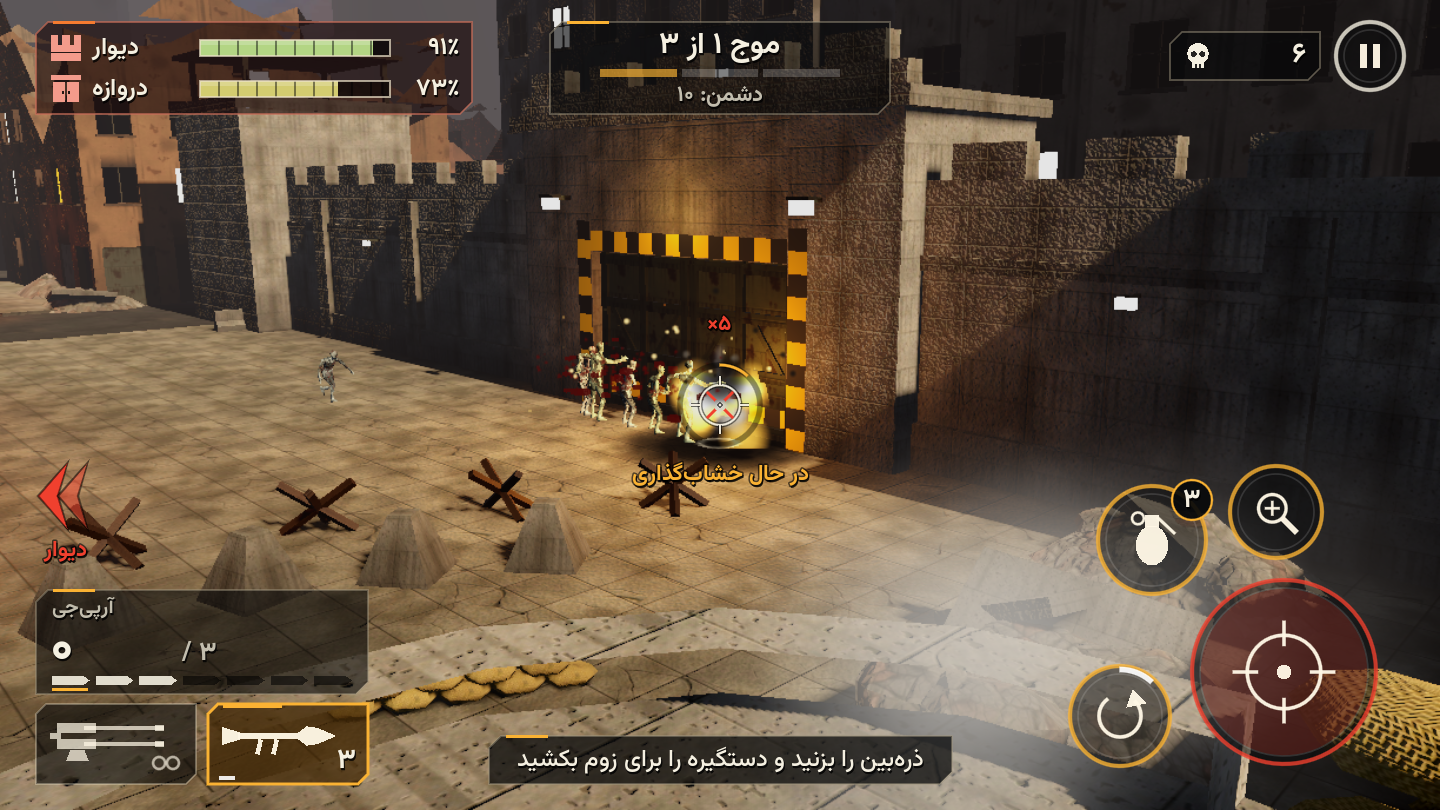 دیوار ۹۱٪
دروازه ۷۳٪
موج ۱ از ۳
دشمن: ۱۰
۶
×۵
در حال خشاب‌گذاری
دیوار
۳
آرپی‌جی
۰ / ۳
∞
۳
ذره‌بین را بزنید و دستگیره را برای زوم بکشید